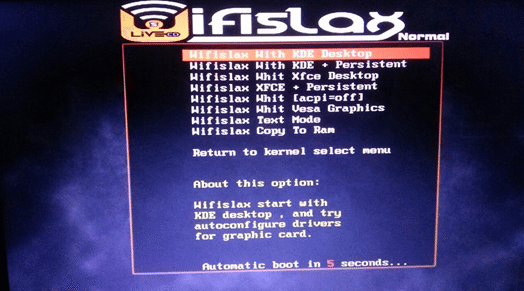 Wifislax
LiveCD
Normal
Wifislax With KDE Desktop
Wifislax With KDE + Persistent
Wifislax Whit Xfce Desktop
Wifislax XFCE + Persistent
Wifislax Whit [acpi=off]
Wifislax Whit Vesa Graphics
Wifislax Text Mode
Wifislax Copy To Ram
Return to kernel select menu
About this option:
Wifislax start with
KDE desktop , and try
autoconfigure drivers
for graphic card.
Automatic boot in 5 seconds...